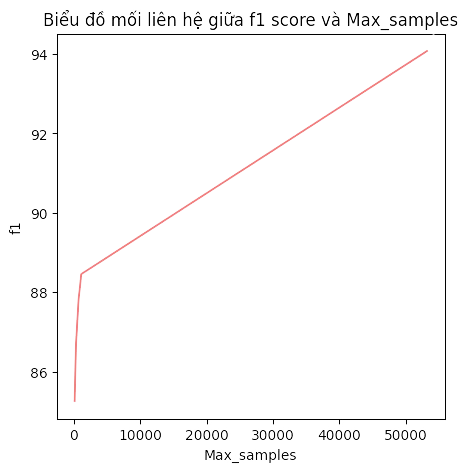 Biểu đồ mối liên hệ giữa f1 score và Max_samples
94
92
90
88
86
f1
0 10000 20000 30000 40000 50000
Max_samples